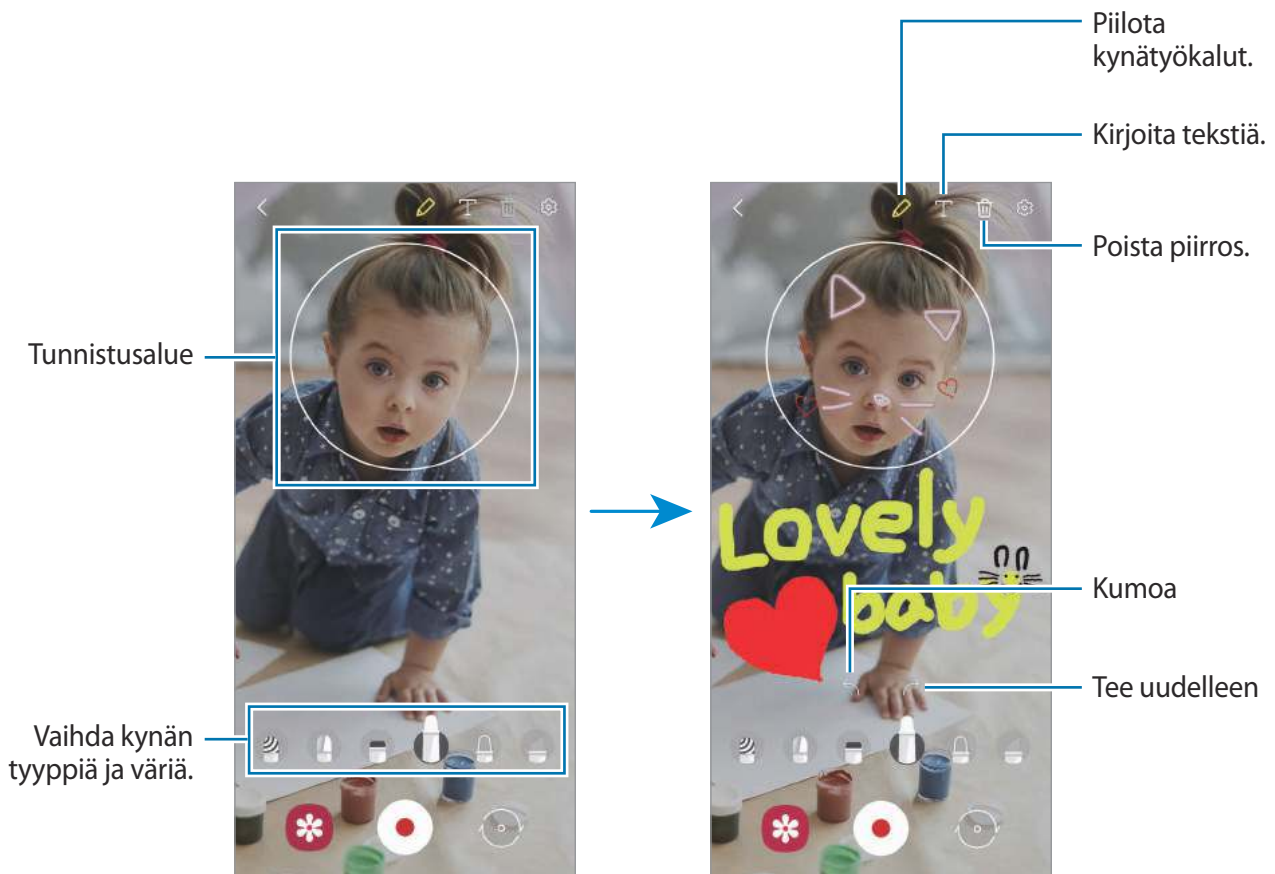 Piilota
kynätyökalut.
Kirjoita tekstiä.
Poista piirros.
Tunnistusalue
Lovely
baby
Kumoa
Tee uudelleen
Vaihda kynän
tyyppiä ja väriä.